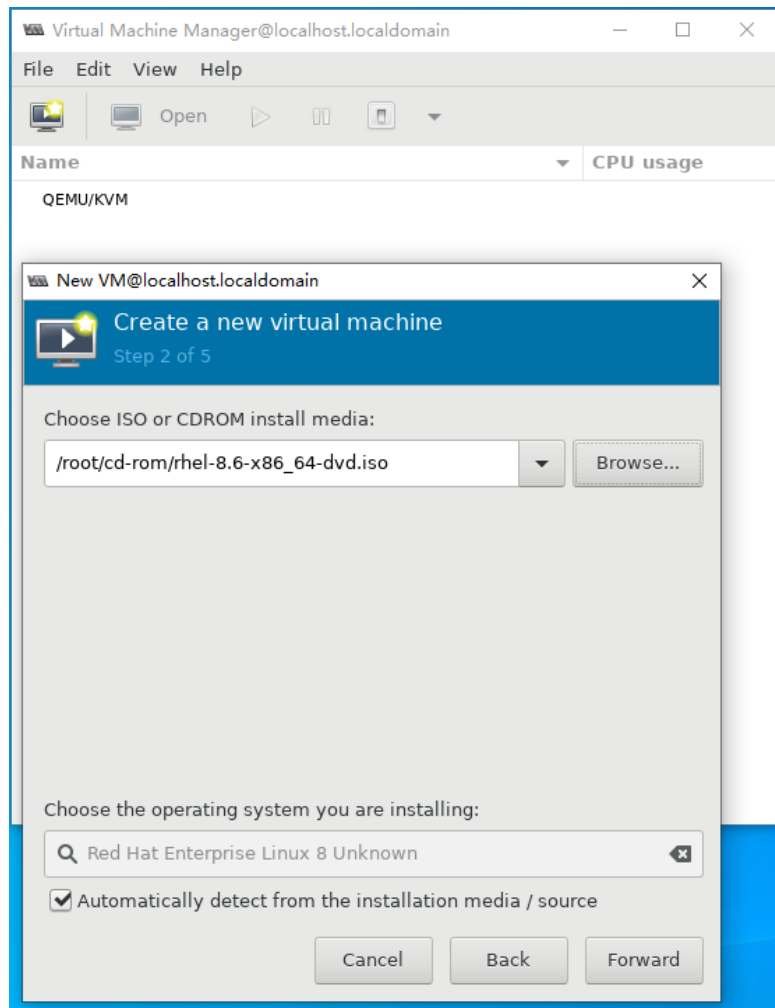 Virtual Machine Manager@localhost.localdomain
File Edit View Help
Open
Name CPU usage
QEMU/KVM
New VM@localhost.localdomain
Create a new virtual machine
Step 2 of 5
Choose ISO or CDROM install media:
/root/cd-rom/rhel-8.6-x86_64-dvd.iso Browse...
Choose the operating system you are installing:
Red Hat Enterprise Linux 8 Unknown
Automatically detect from the installation media / source
Cancel Back Forward